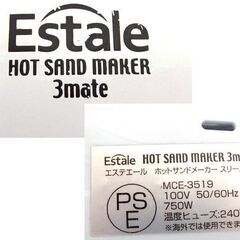 Estale
HOT SAND MAKER
3mate
Estale HOT SAND MAKER 3m
エステエール ホットサンドメーカー スリー
PS
E
MCE-3519
100V 50/60Hz
750W
温度ヒューズ:240
※海外では使用できま